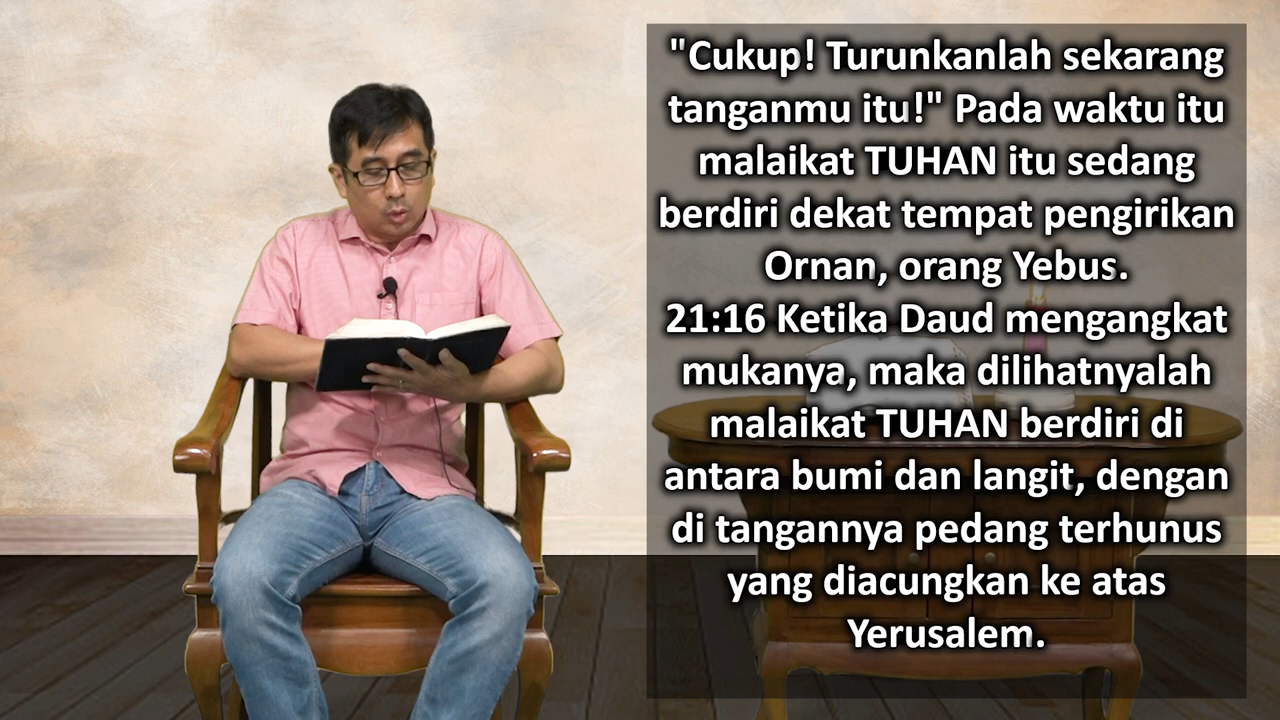 "Cukup! Turunkanlah sekarang
tanganmu itu!" Pada waktu itu
malaikat TUHAN itu sedang
berdiri dekat tempat pengirikan
Ornan, orang Yebus.
21:16 Ketika Daud mengangkat
mukanya, maka dilihatnyalah
malaikat TUHAN berdiri di
antara bumi dan langit, dengan
di tangannya pedang terhunus
yang diacungkan ke atas
Yerusalem.